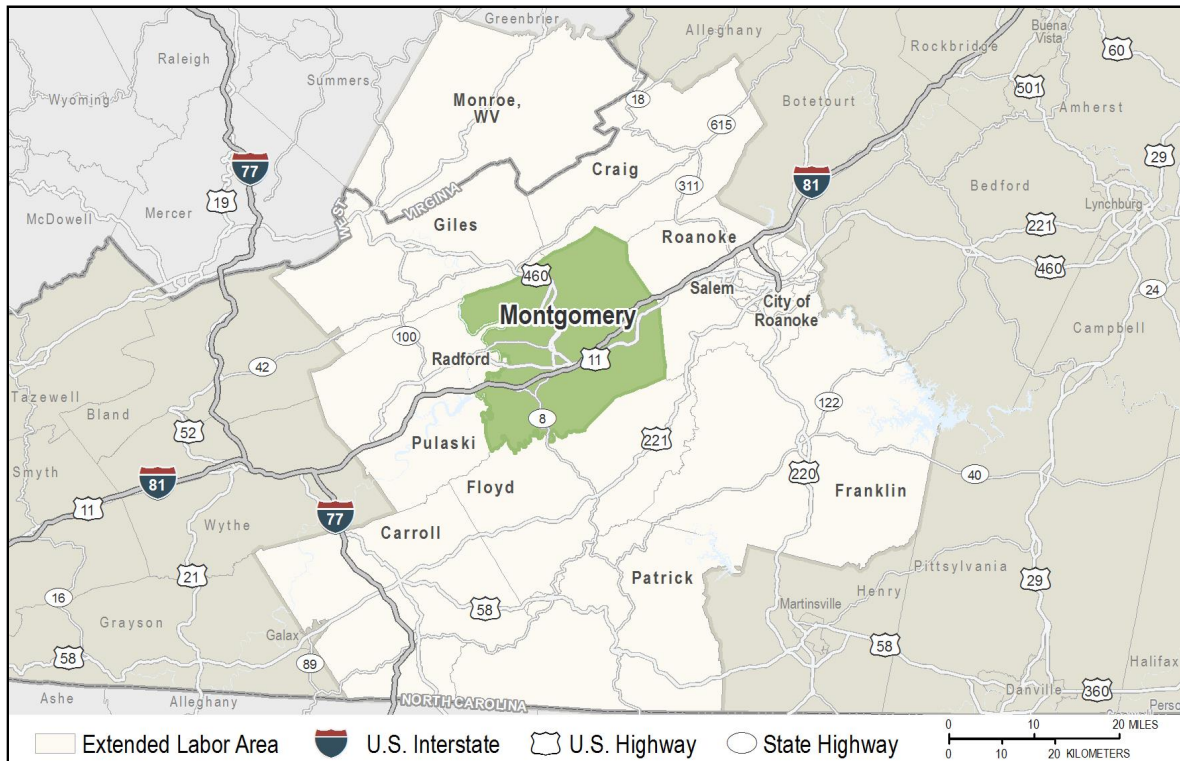 Greenbrier
Alleghany
Rockbridge
Buena
Vista
60
Raleigh
Summers
501
Wyoming
Monroe,
WV
18
Botetourt
Amherst
615
77
Craig
29
19
311
81
Bedford
McDowell
Mercer
W. ST
VIRGINIA
Lynchburg
Giles
Roanoke
221
460
460
Salem
24
Montgomery
City of
Roanoke
Campbell
100
Radford
11
42
Tazewell
Bland
122
8
52
221
Pulaski
Smyth
81
220
40
Floyd
Franklin
11
77
Wythe
Carroll
Pittsylvania
21
Patrick
29
16
58
Martinsville
Henry
Grayson
Galax
58
58
89
Halifax
Danville
360
Ashe
Alleghany
NORTH CAROLINA
Perso
Extended Labor Area
U.S. Interstate
U.S. Highway
State Highway
0 10 20 MILES
0 10 20 KILOMETERS